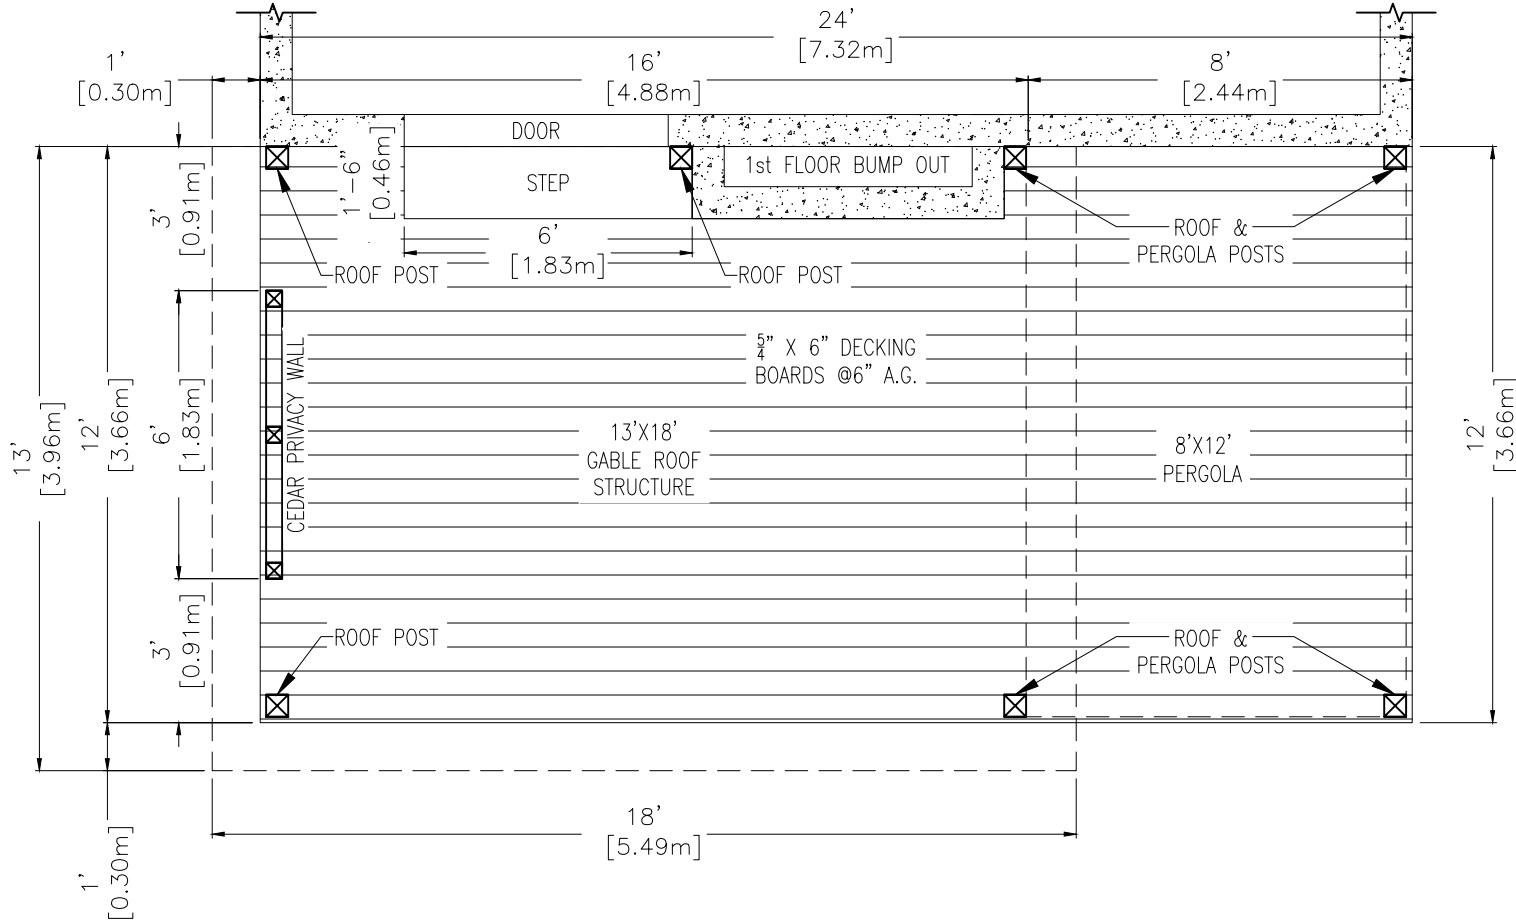 24'
[7.32m]
1'
[0.30m]
16'
[4.88m]
8'
[2.44m]
DOOR
1'-6"
[0.46m]
STEP
1st FLOOR BUMP OUT
3'
[0.91m]
6'
[1.83m]
ROOF POST
ROOF POST
ROOF &
PERGOLA POSTS
5/4" X 6" DECKING
BOARDS @6" A.G.
CEDAR PRIVACY WALL
13'
[3.96m]
12'
[3.66m]
6'
[1.83m]
13'X18'
GABLE ROOF
STRUCTURE
8'X12'
PERGOLA
12'
[3.66m]
3'
[0.91m]
ROOF POST
ROOF &
PERGOLA POSTS
18'
[5.49m]
1'
[0.30m]